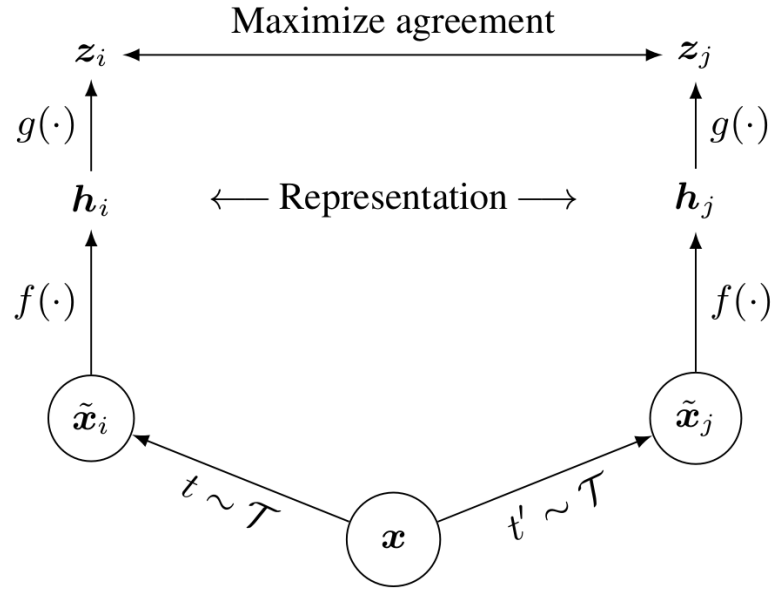 Maximize agreement
z_i z_j
g(·) g(·)
h_i ← Representation → h_j
f(·) f(·)
x̃_i x̃_j
t ∼ 𝒯 t′ ∼ 𝒯
x